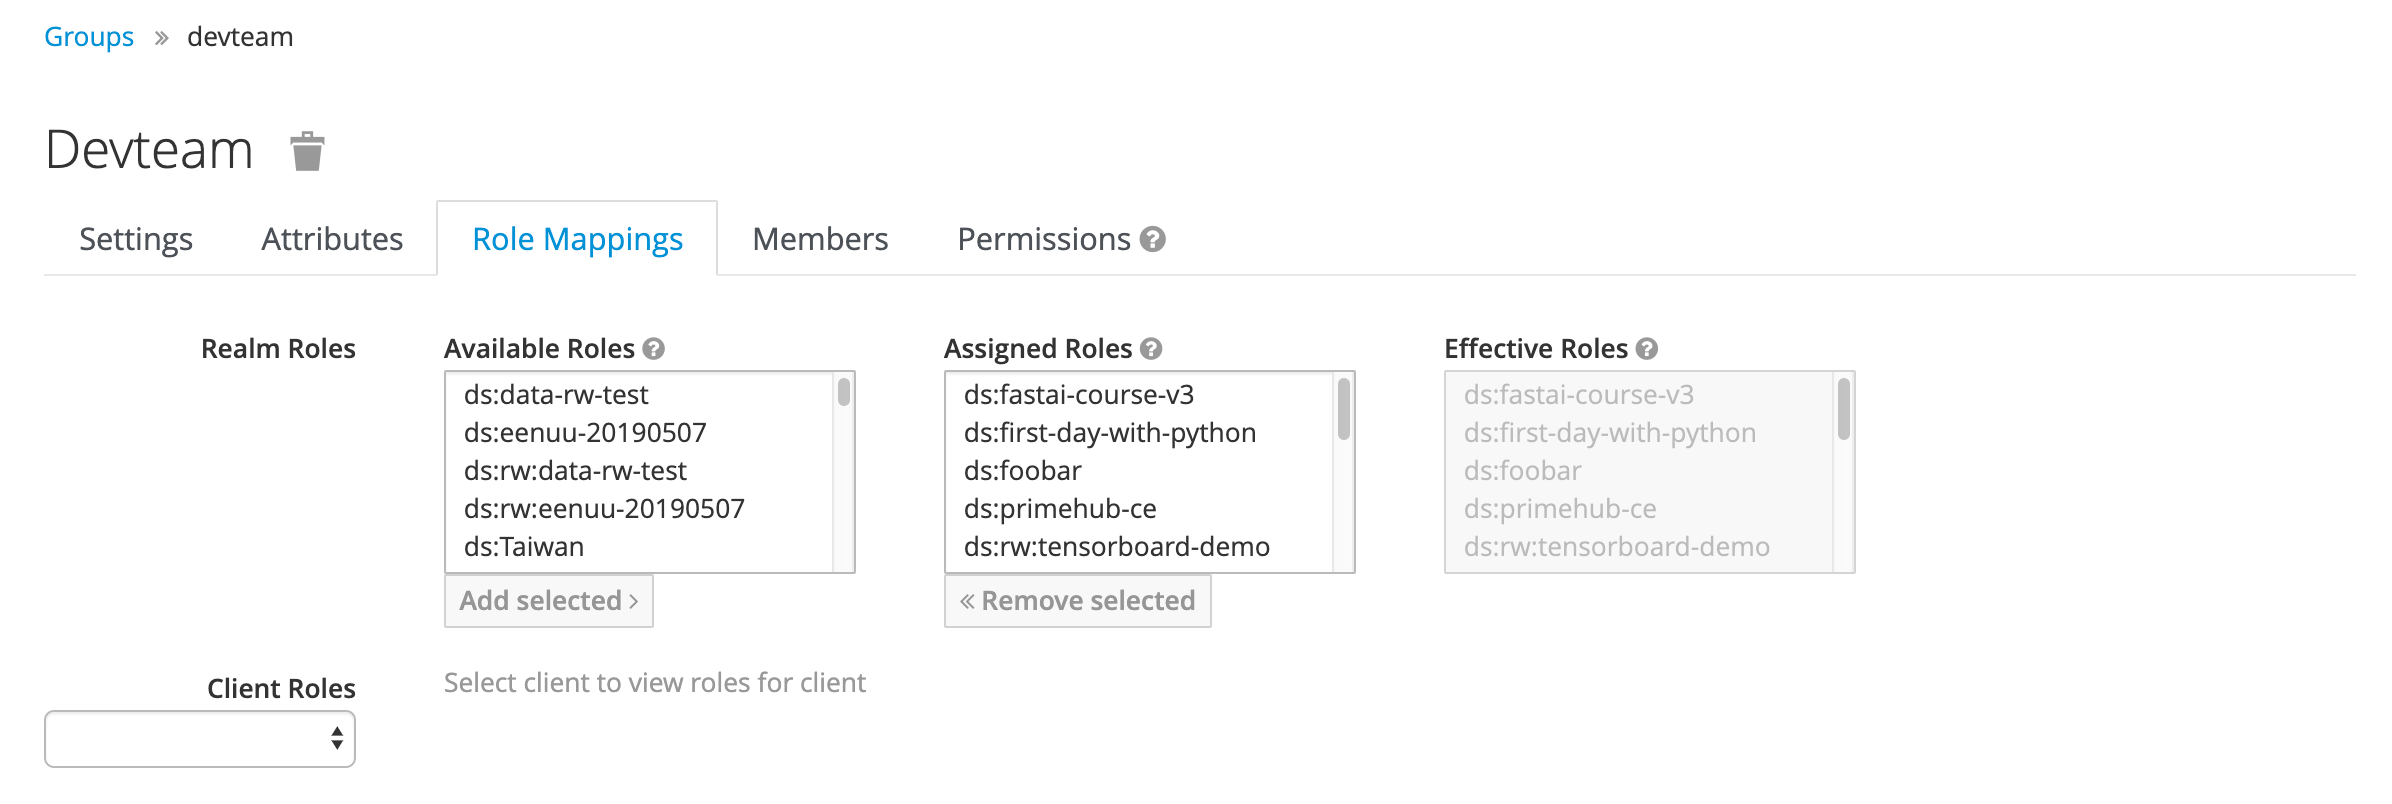 Groups » devteam
Devteam
Settings Attributes Role Mappings Members Permissions ?
Realm Roles
Available Roles ?
ds:data-rw-test
ds:eenuu-20190507
ds:rw:data-rw-test
ds:rw:eenuu-20190507
ds:Taiwan
Add selected ›
Assigned Roles ?
ds:fastai-course-v3
ds:first-day-with-python
ds:foobar
ds:primehub-ce
ds:rw:tensorboard-demo
« Remove selected
Effective Roles ?
ds:fastai-course-v3
ds:first-day-with-python
ds:foobar
ds:primehub-ce
ds:rw:tensorboard-demo
Client Roles
Select client to view roles for client